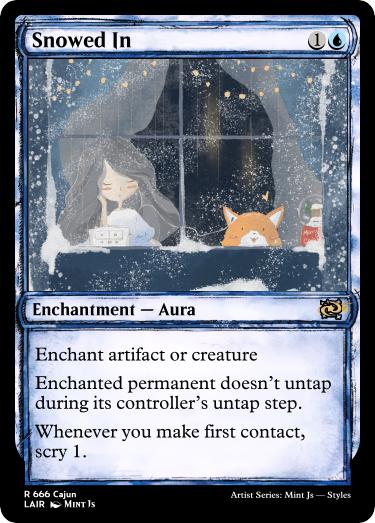 Snowed In 1
Enchantment — Aura
Enchant artifact or creature
Enchanted permanent doesn't untap
during its controller's untap step.
Whenever you make first contact,
scry 1.
R 666 Cajun
LAIR Mint Js
Artist Series: Mint Js — Styles